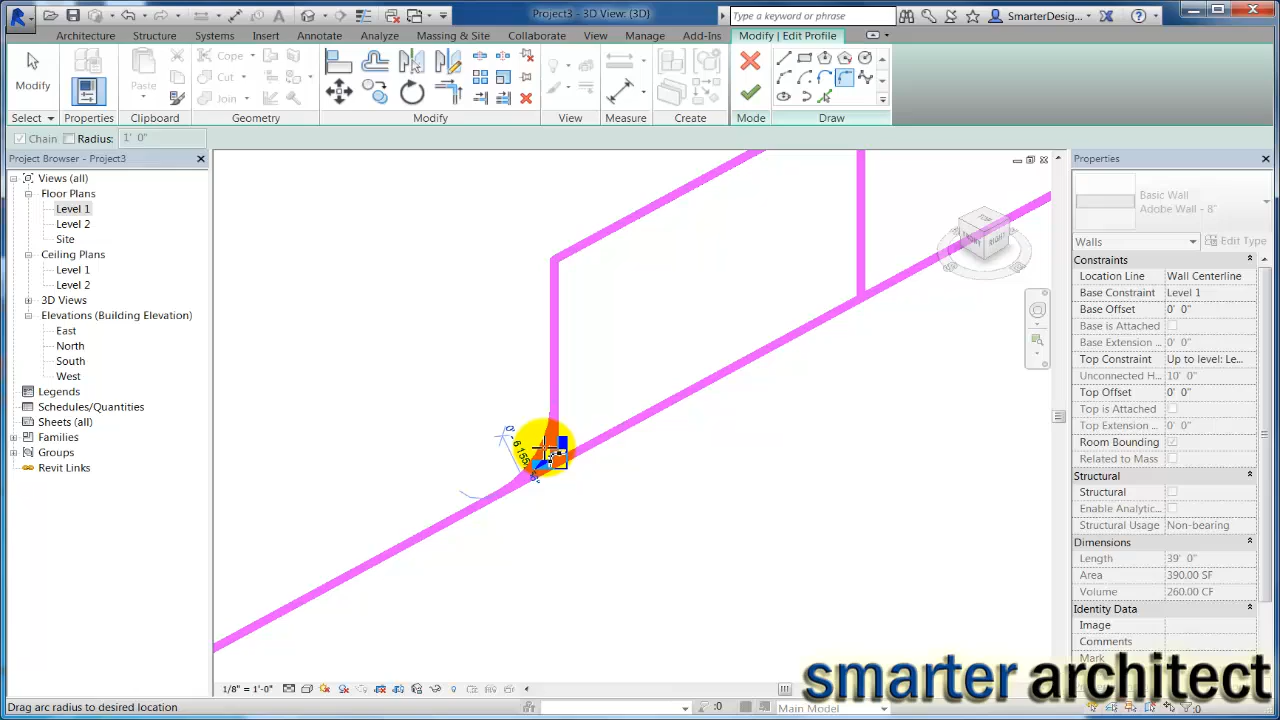 Project3 - 3D View: {3D}
Type a keyword or phrase
SmarterDesig...
Architecture
Structure
Systems
Insert
Annotate
Analyze
Massing & Site
Collaborate
View
Manage
Add-Ins
Modify | Edit Profile
Modify
Paste
Cope
Cut
Join
Select
Properties
Clipboard
Geometry
Modify
View
Measure
Create
Mode
Draw
Chain
Radius:
1' 0"
Project Browser - Project3
Views (all)
Floor Plans
Level 1
Level 2
Site
Ceiling Plans
Level 1
Level 2
3D Views
Elevations (Building Elevation)
East
North
South
West
Legends
Schedules/Quantities
Sheets (all)
Families
Groups
Revit Links
TOP
FRONT
RIGHT
Properties
Basic Wall
Adobe Wall - 8"
Walls
Edit Type
Constraints
Location Line Wall Centerline
Base Constraint Level 1
Base Offset 0' 0"
Base is Attached
Base Extension ... 0' 0"
Top Constraint Up to level: Le...
Unconnected H... 10' 0"
Top Offset 0' 0"
Top is Attached
Top Extension ... 0' 0"
Room Bounding
Related to Mass
Structural
Structural
Enable Analytic...
Structural Usage Non-bearing
Dimensions
Length 39' 0"
Area 390.00 SF
Volume 260.00 CF
Identity Data
Image
Comments
Mark
1/8" = 1'-0"
Drag arc radius to desired location
:0
Main Model
:0
smarter architect